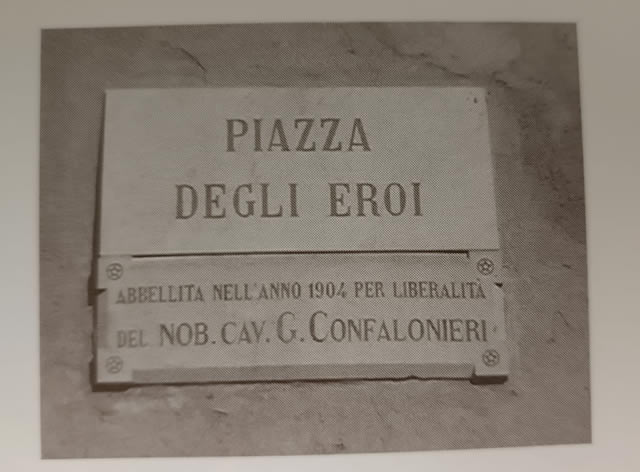 PIAZZA
DEGLI EROI
ABBELLITA NELL'ANNO 1904 PER LIBERALITÀ
DEL NOB. CAV. G. CONFALONIERI